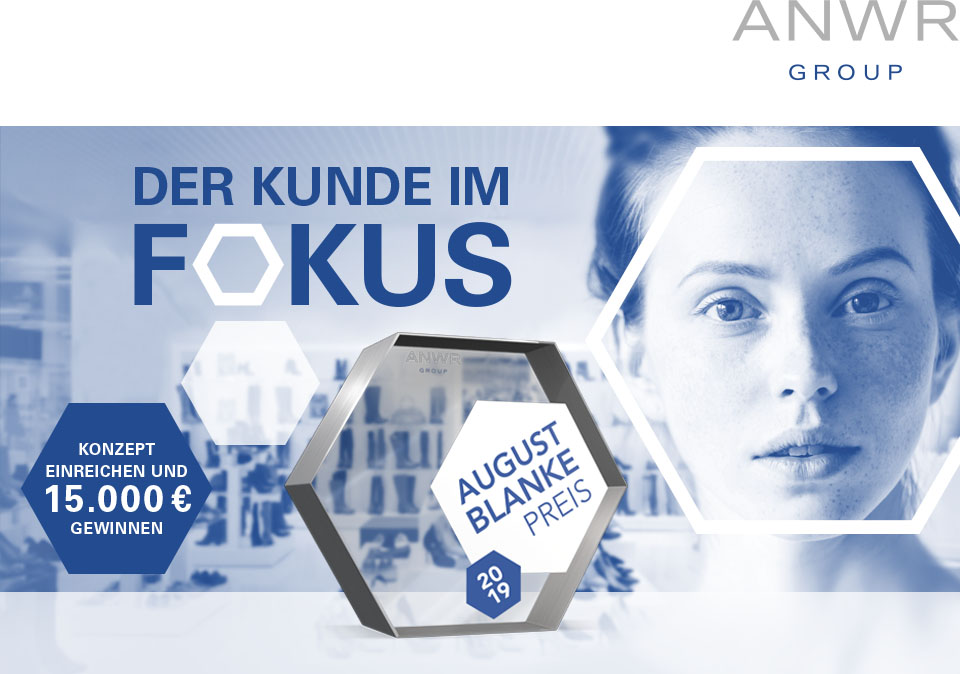 ANWR
GROUP
DER KUNDE IM
FOKUS
KONZEPT
EINREICHEN UND
15.000 €
GEWINNEN
ANWR
GROUP
AUGUST
BLANKE
PREIS
20
19